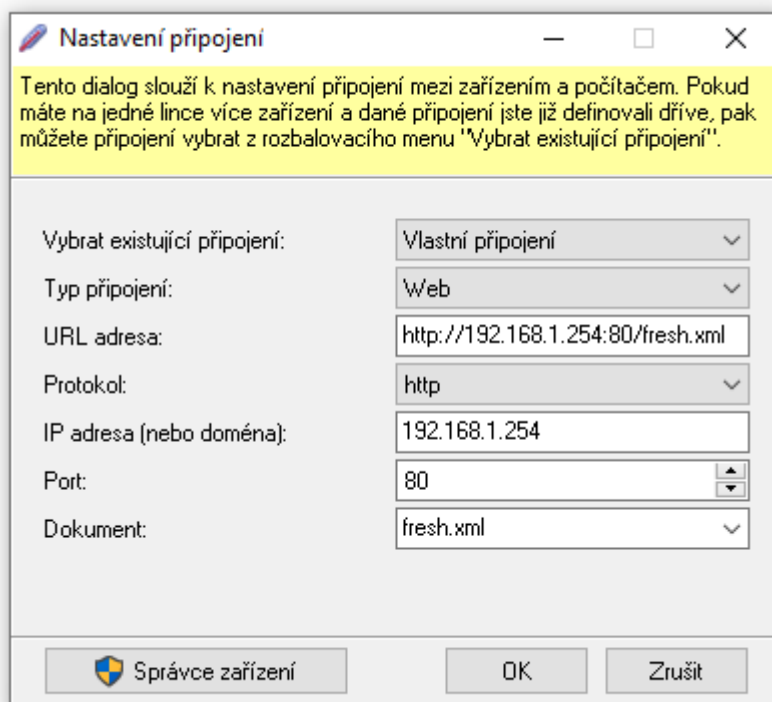 Nastavení připojení
Tento dialog slouží k nastavení připojení mezi zařízením a počítačem. Pokud
máte na jedné lince více zařízení a dané připojení jste již definovali dříve, pak
můžete připojení vybrat z rozbalovacího menu "Vybrat existující připojení".
Vybrat existující připojení: Vlastní připojení
Typ připojení: Web
URL adresa: http://192.168.1.254:80/fresh.xml
Protokol: http
IP adresa (nebo doména): 192.168.1.254
Port: 80
Dokument: fresh.xml
Správce zařízení OK Zrušit